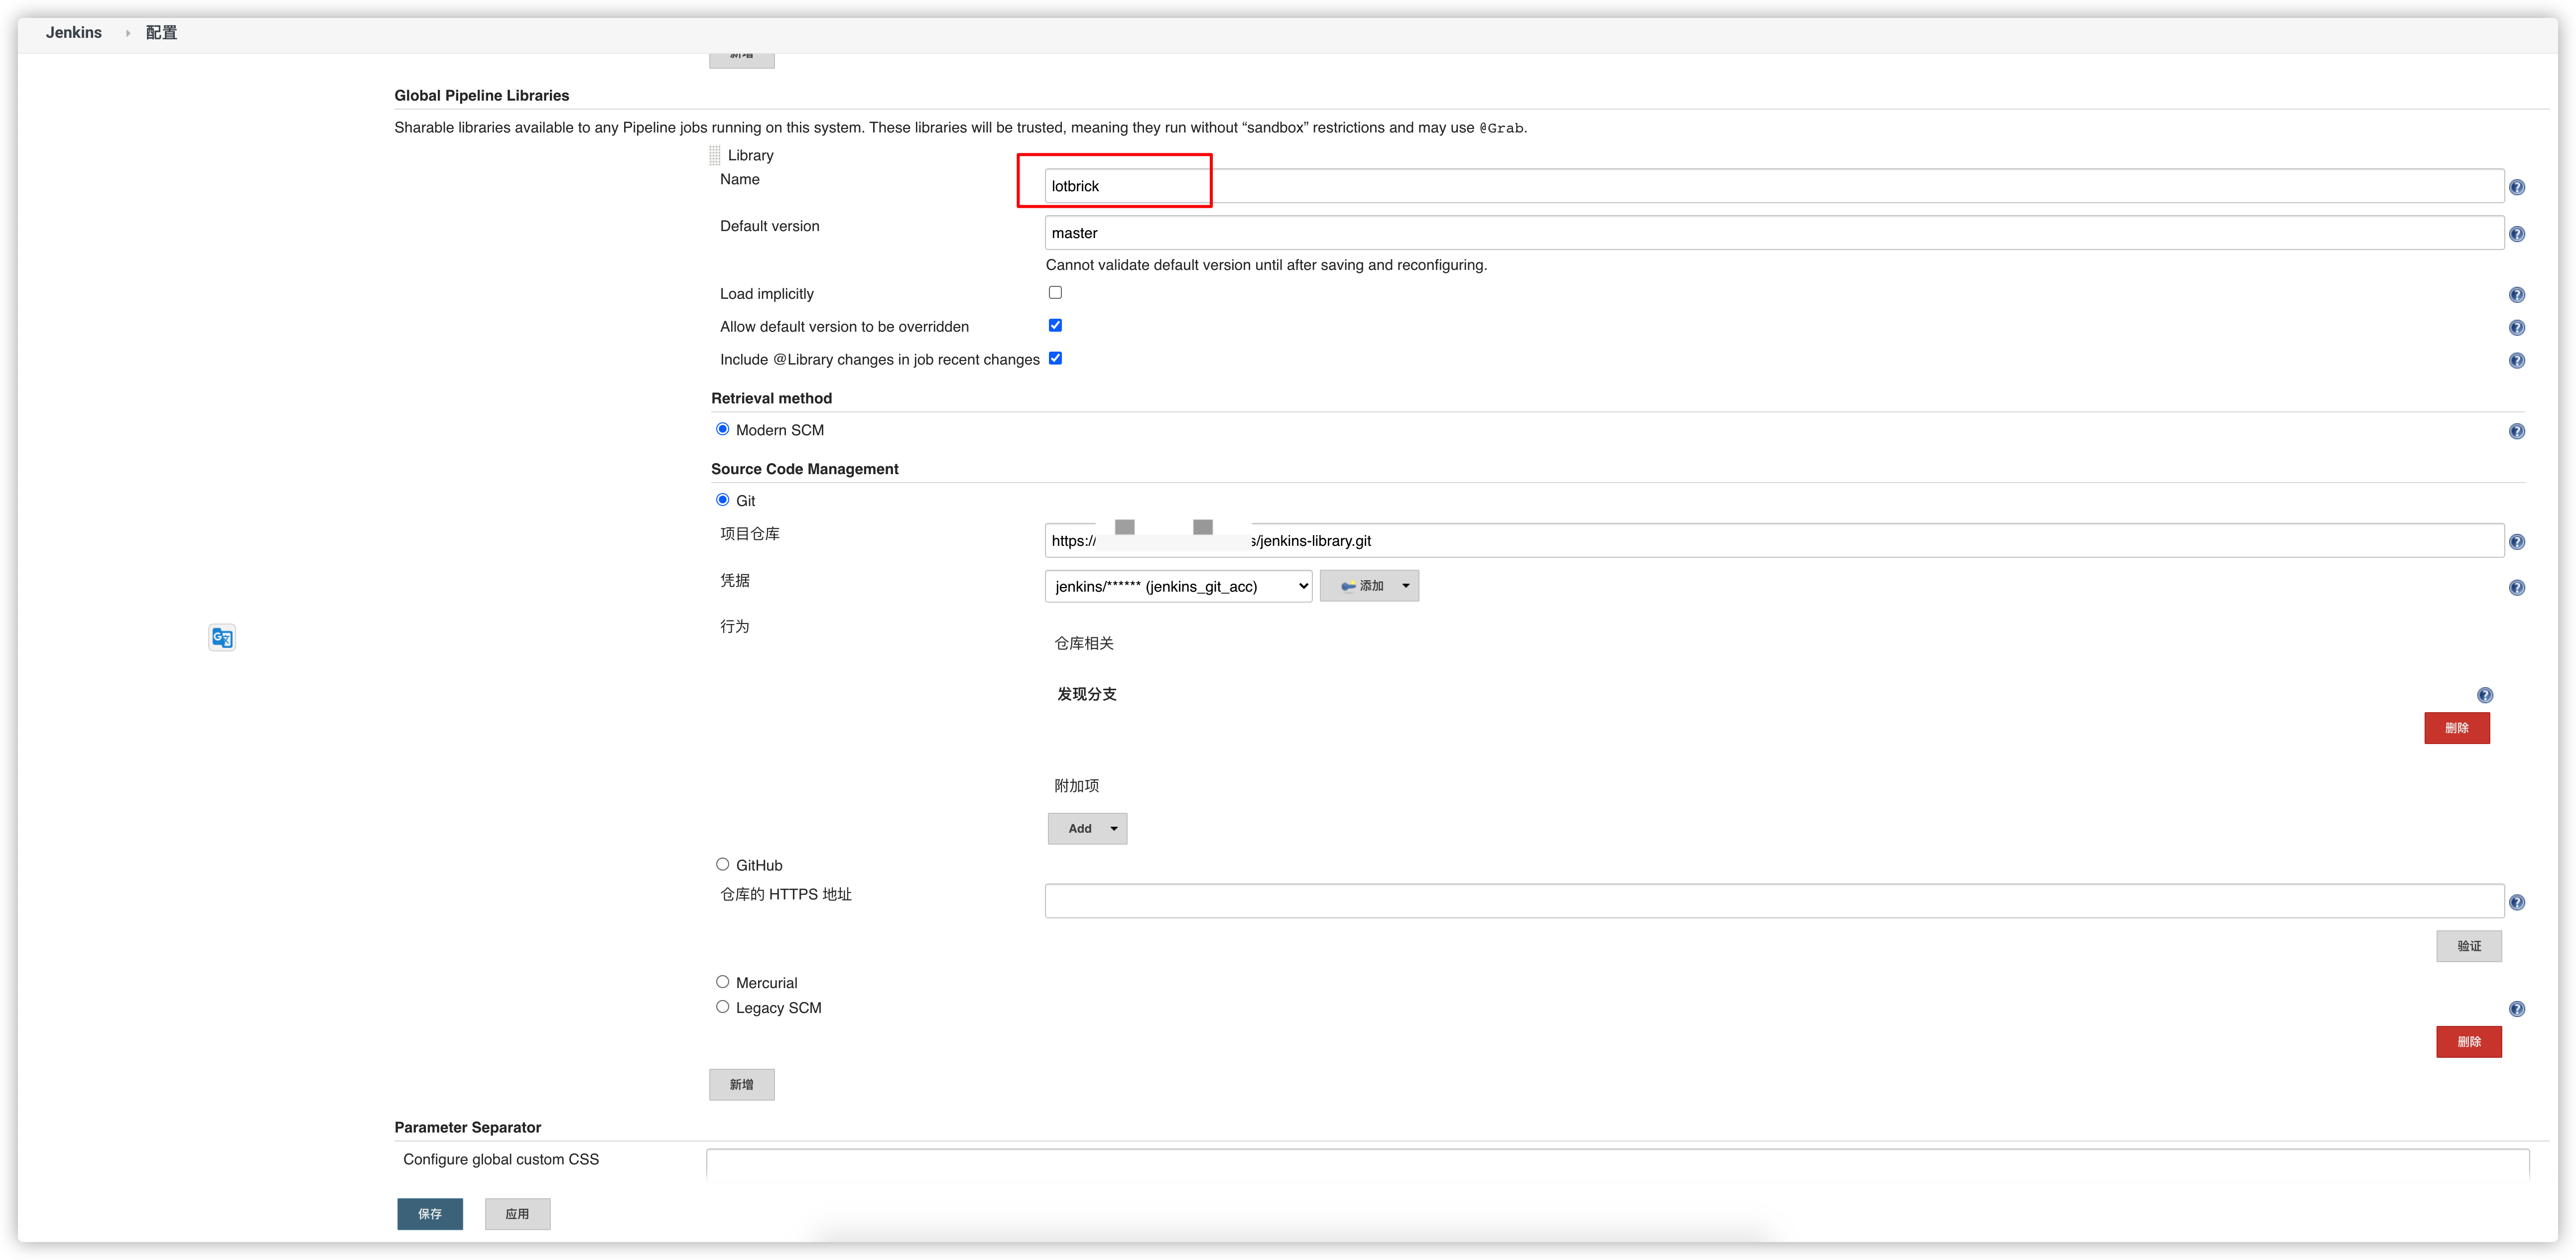 Jenkins 配置
新增
Global Pipeline Libraries
Sharable libraries available to any Pipeline jobs running on this system. These libraries will be trusted, meaning they run without “sandbox” restrictions and may use @Grab.
Library
Name
lotbrick
Default version
master
Cannot validate default version until after saving and reconfiguring.
Load implicitly
Allow default version to be overridden
Include @Library changes in job recent changes
Retrieval method
Modern SCM
Source Code Management
Git
项目仓库
https:// s/jenkins-library.git
凭据
jenkins/****** (jenkins_git_acc) 添加
行为
仓库相关
发现分支
删除
附加项
Add
GitHub
仓库的 HTTPS 地址
验证
Mercurial
Legacy SCM
删除
新增
Parameter Separator
Configure global custom CSS
保存 应用